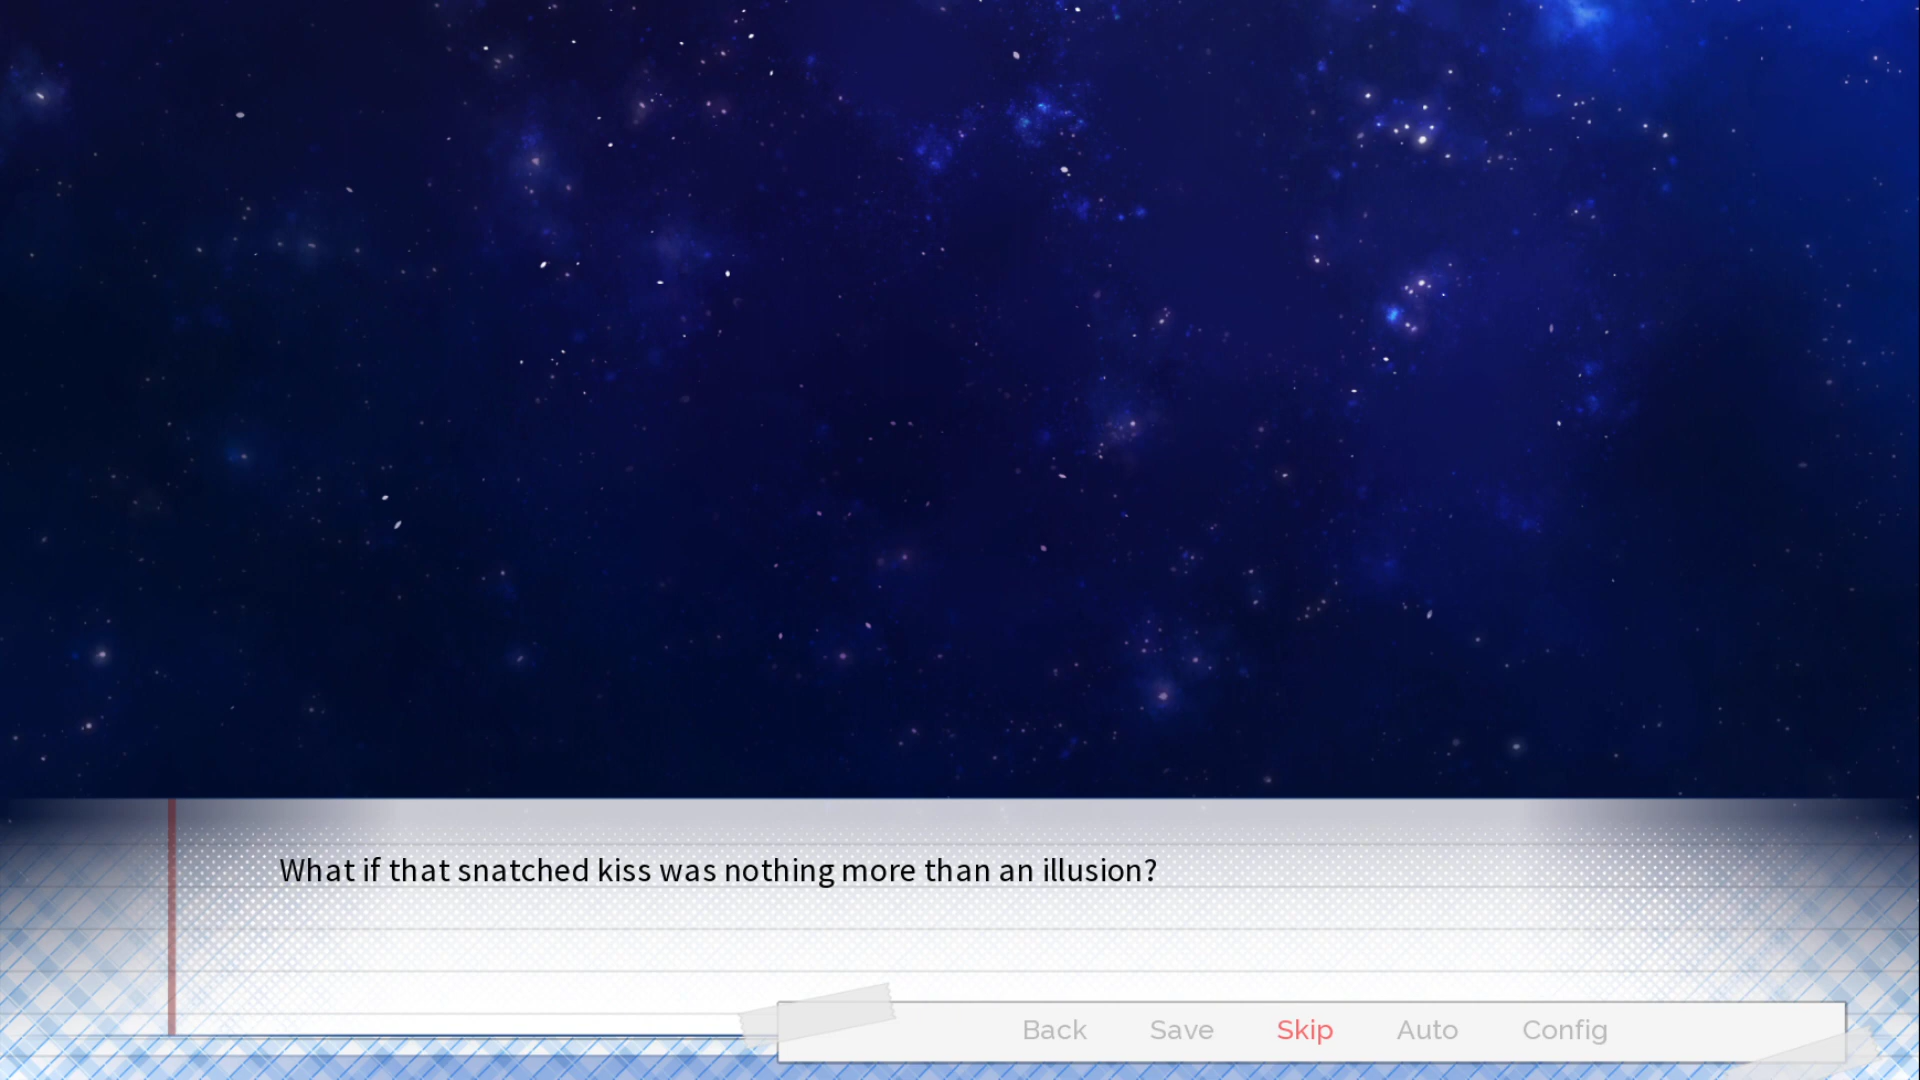 What if that snatched kiss was nothing more than an illusion?
Back Save Skip Auto Config